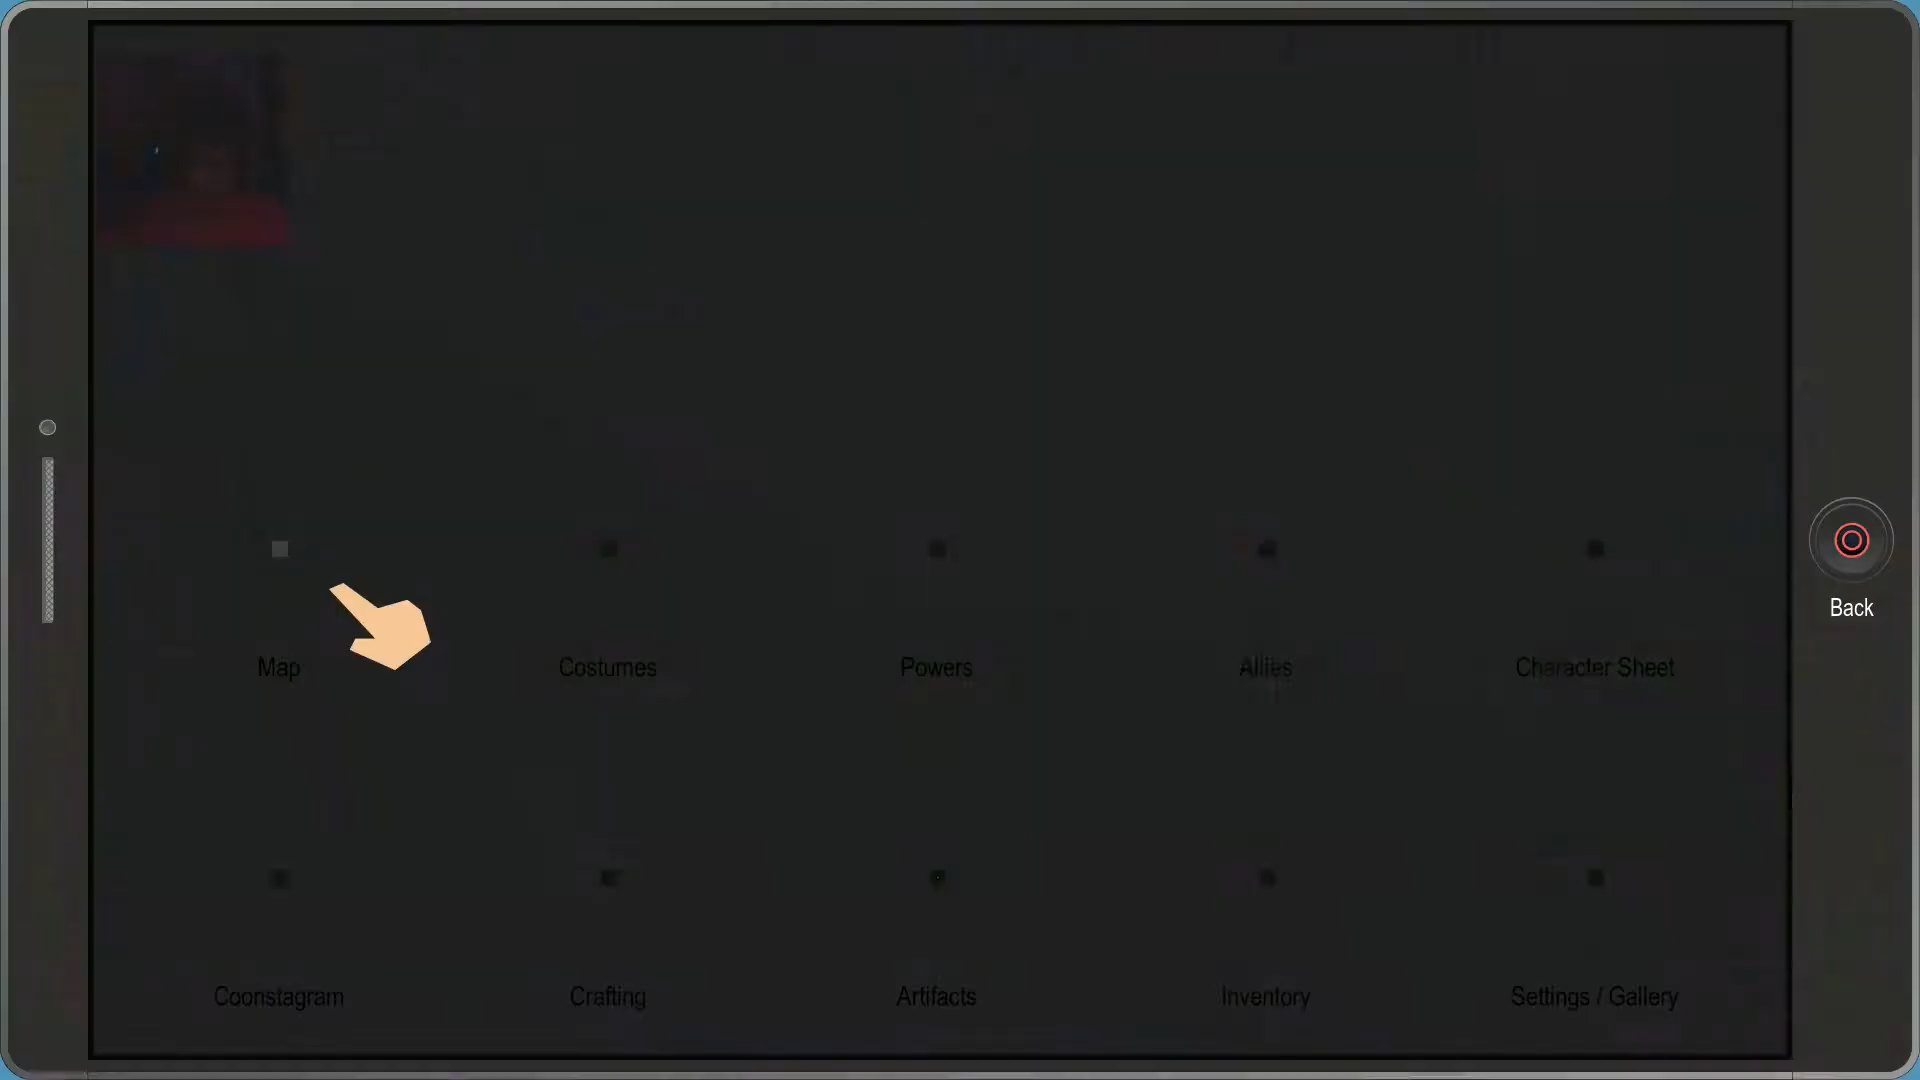 Back
Map
Costumes
Powers
Allies
Character Sheet
Coonstagram
Crafting
Artifacts
Inventory
Settings / Gallery